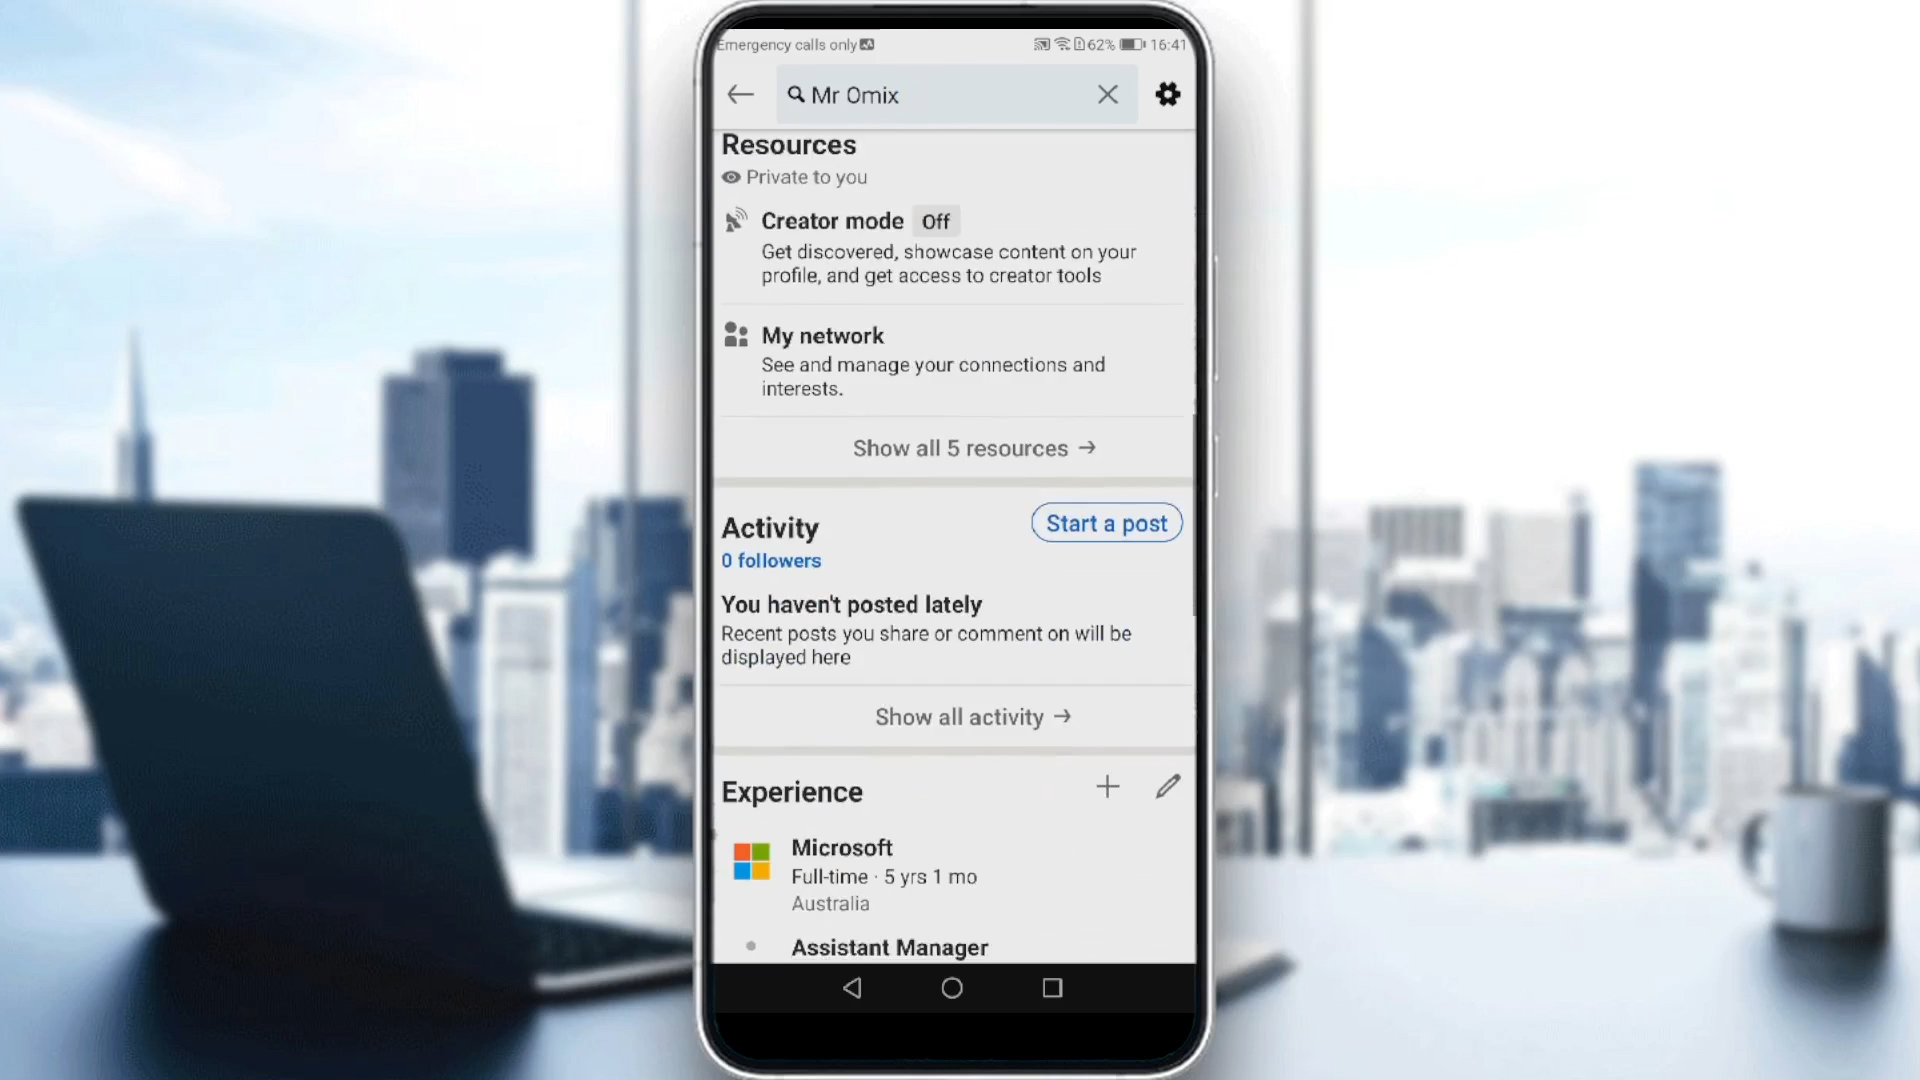 Emergency calls only
62% 16:41
Mr Omix
Resources
Private to you
Creator mode Off
Get discovered, showcase content on your
profile, and get access to creator tools
My network
See and manage your connections and
interests.
Show all 5 resources →
Activity
Start a post
0 followers
You haven't posted lately
Recent posts you share or comment on will be
displayed here
Show all activity →
Experience
Microsoft
Full-time · 5 yrs 1 mo
Australia
Assistant Manager